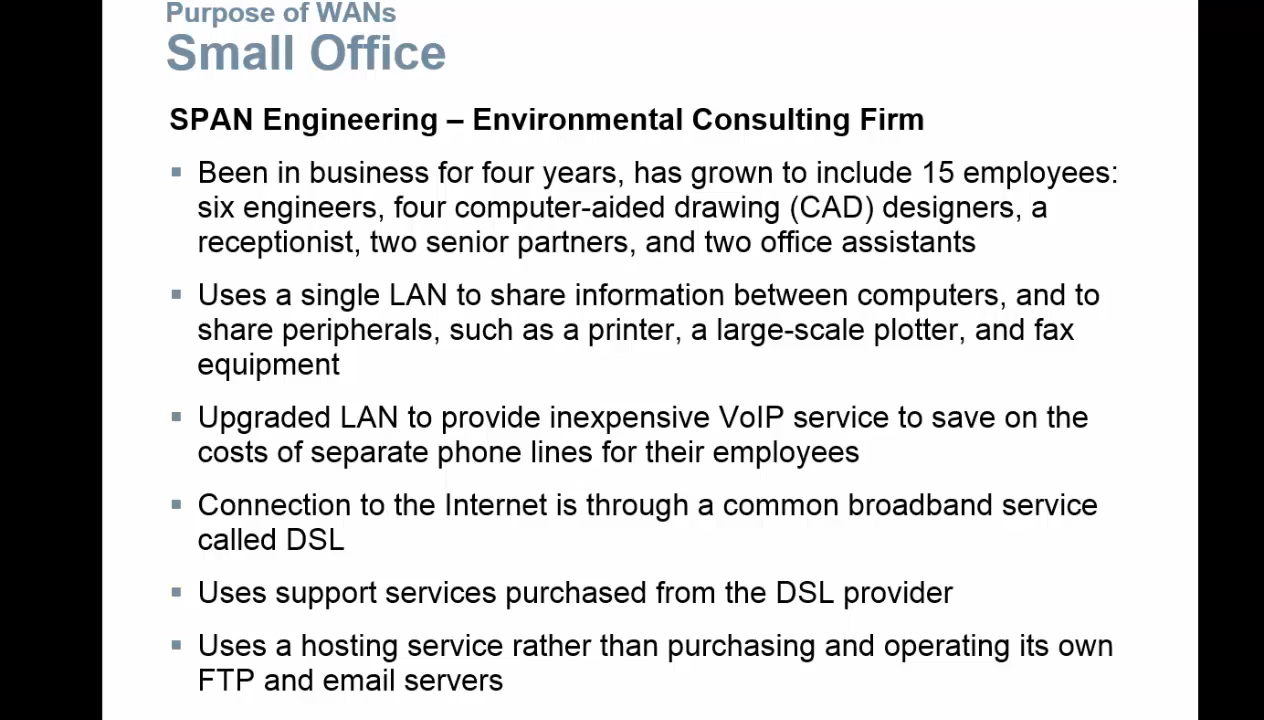 Purpose of WANs
Small Office
SPAN Engineering – Environmental Consulting Firm
▪ Been in business for four years, has grown to include 15 employees:
six engineers, four computer-aided drawing (CAD) designers, a
receptionist, two senior partners, and two office assistants
▪ Uses a single LAN to share information between computers, and to
share peripherals, such as a printer, a large-scale plotter, and fax
equipment
▪ Upgraded LAN to provide inexpensive VoIP service to save on the
costs of separate phone lines for their employees
▪ Connection to the Internet is through a common broadband service
called DSL
▪ Uses support services purchased from the DSL provider
▪ Uses a hosting service rather than purchasing and operating its own
FTP and email servers